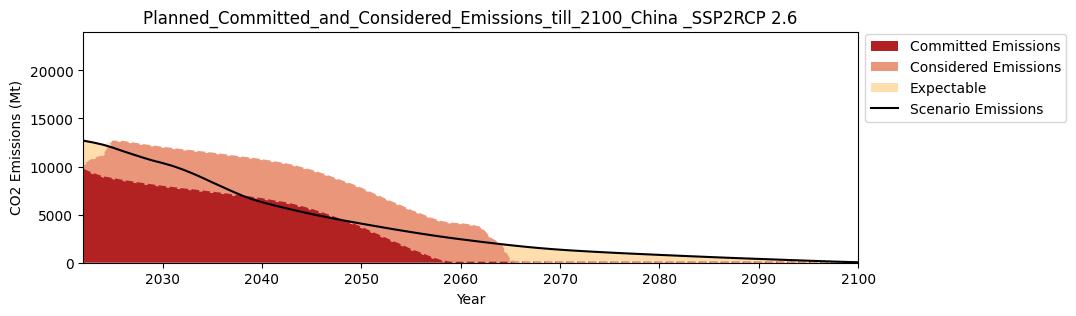 Planned_Committed_and_Considered_Emissions_till_2100_China _SSP2RCP 2.6
Committed Emissions
Considered Emissions
Expectable
Scenario Emissions
CO2 Emissions (Mt)
20000
15000
10000
5000
0
2030 2040 2050 2060 2070 2080 2090 2100
Year